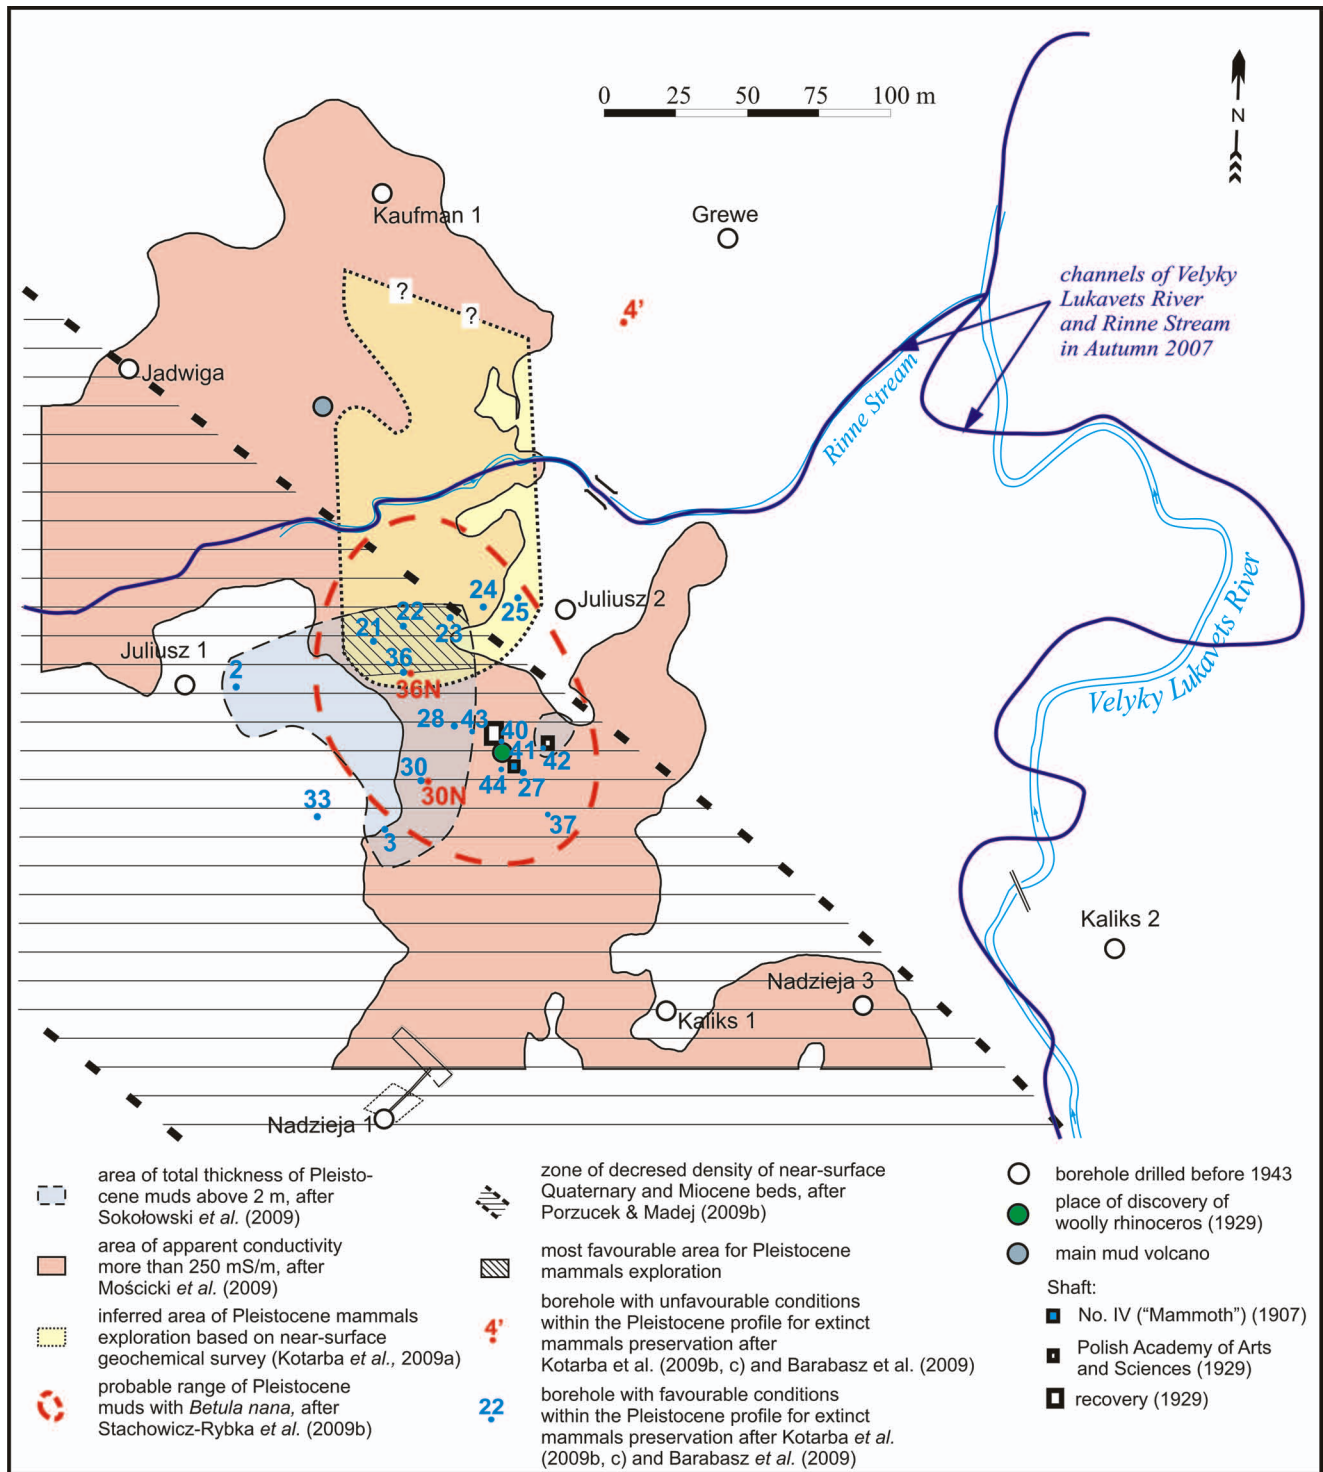 0 25 50 75 100 m
N
Kaufman 1
Grewe
4'
channels of Velyky
Lukavets River
and Rinne Stream
in Autumn 2007
?
?
Jadwiga
Rinne Stream
Velyky Lukavets River
Juliusz 2
Juliusz 1
24
25
22
23
21
36
36N
2
28
43
40
41
42
30
30N
44
27
33
37
3
Kaliks 2
Nadzieja 3
Kaliks 1
Nadzieja 1
area of total thickness of Pleisto-
cene muds above 2 m, after
Sokołowski et al. (2009)
area of apparent conductivity
more than 250 mS/m, after
Mościcki et al. (2009)
inferred area of Pleistocene mammals
exploration based on near-surface
geochemical survey (Kotarba et al., 2009a)
probable range of Pleistocene
muds with Betula nana, after
Stachowicz-Rybka et al. (2009b)
zone of decresed density of near-surface
Quaternary and Miocene beds, after
Porzucek & Madej (2009b)
most favourable area for Pleistocene
mammals exploration
4'
borehole with unfavourable conditions
within the Pleistocene profile for extinct
mammals preservation after
Kotarba et al. (2009b, c) and Barabasz et al. (2009)
22
borehole with favourable conditions
within the Pleistocene profile for extinct
mammals preservation after Kotarba et al.
(2009b, c) and Barabasz et al. (2009)
borehole drilled before 1943
place of discovery of
woolly rhinoceros (1929)
main mud volcano
Shaft:
No. IV (“Mammoth”) (1907)
Polish Academy of Arts
and Sciences (1929)
recovery (1929)